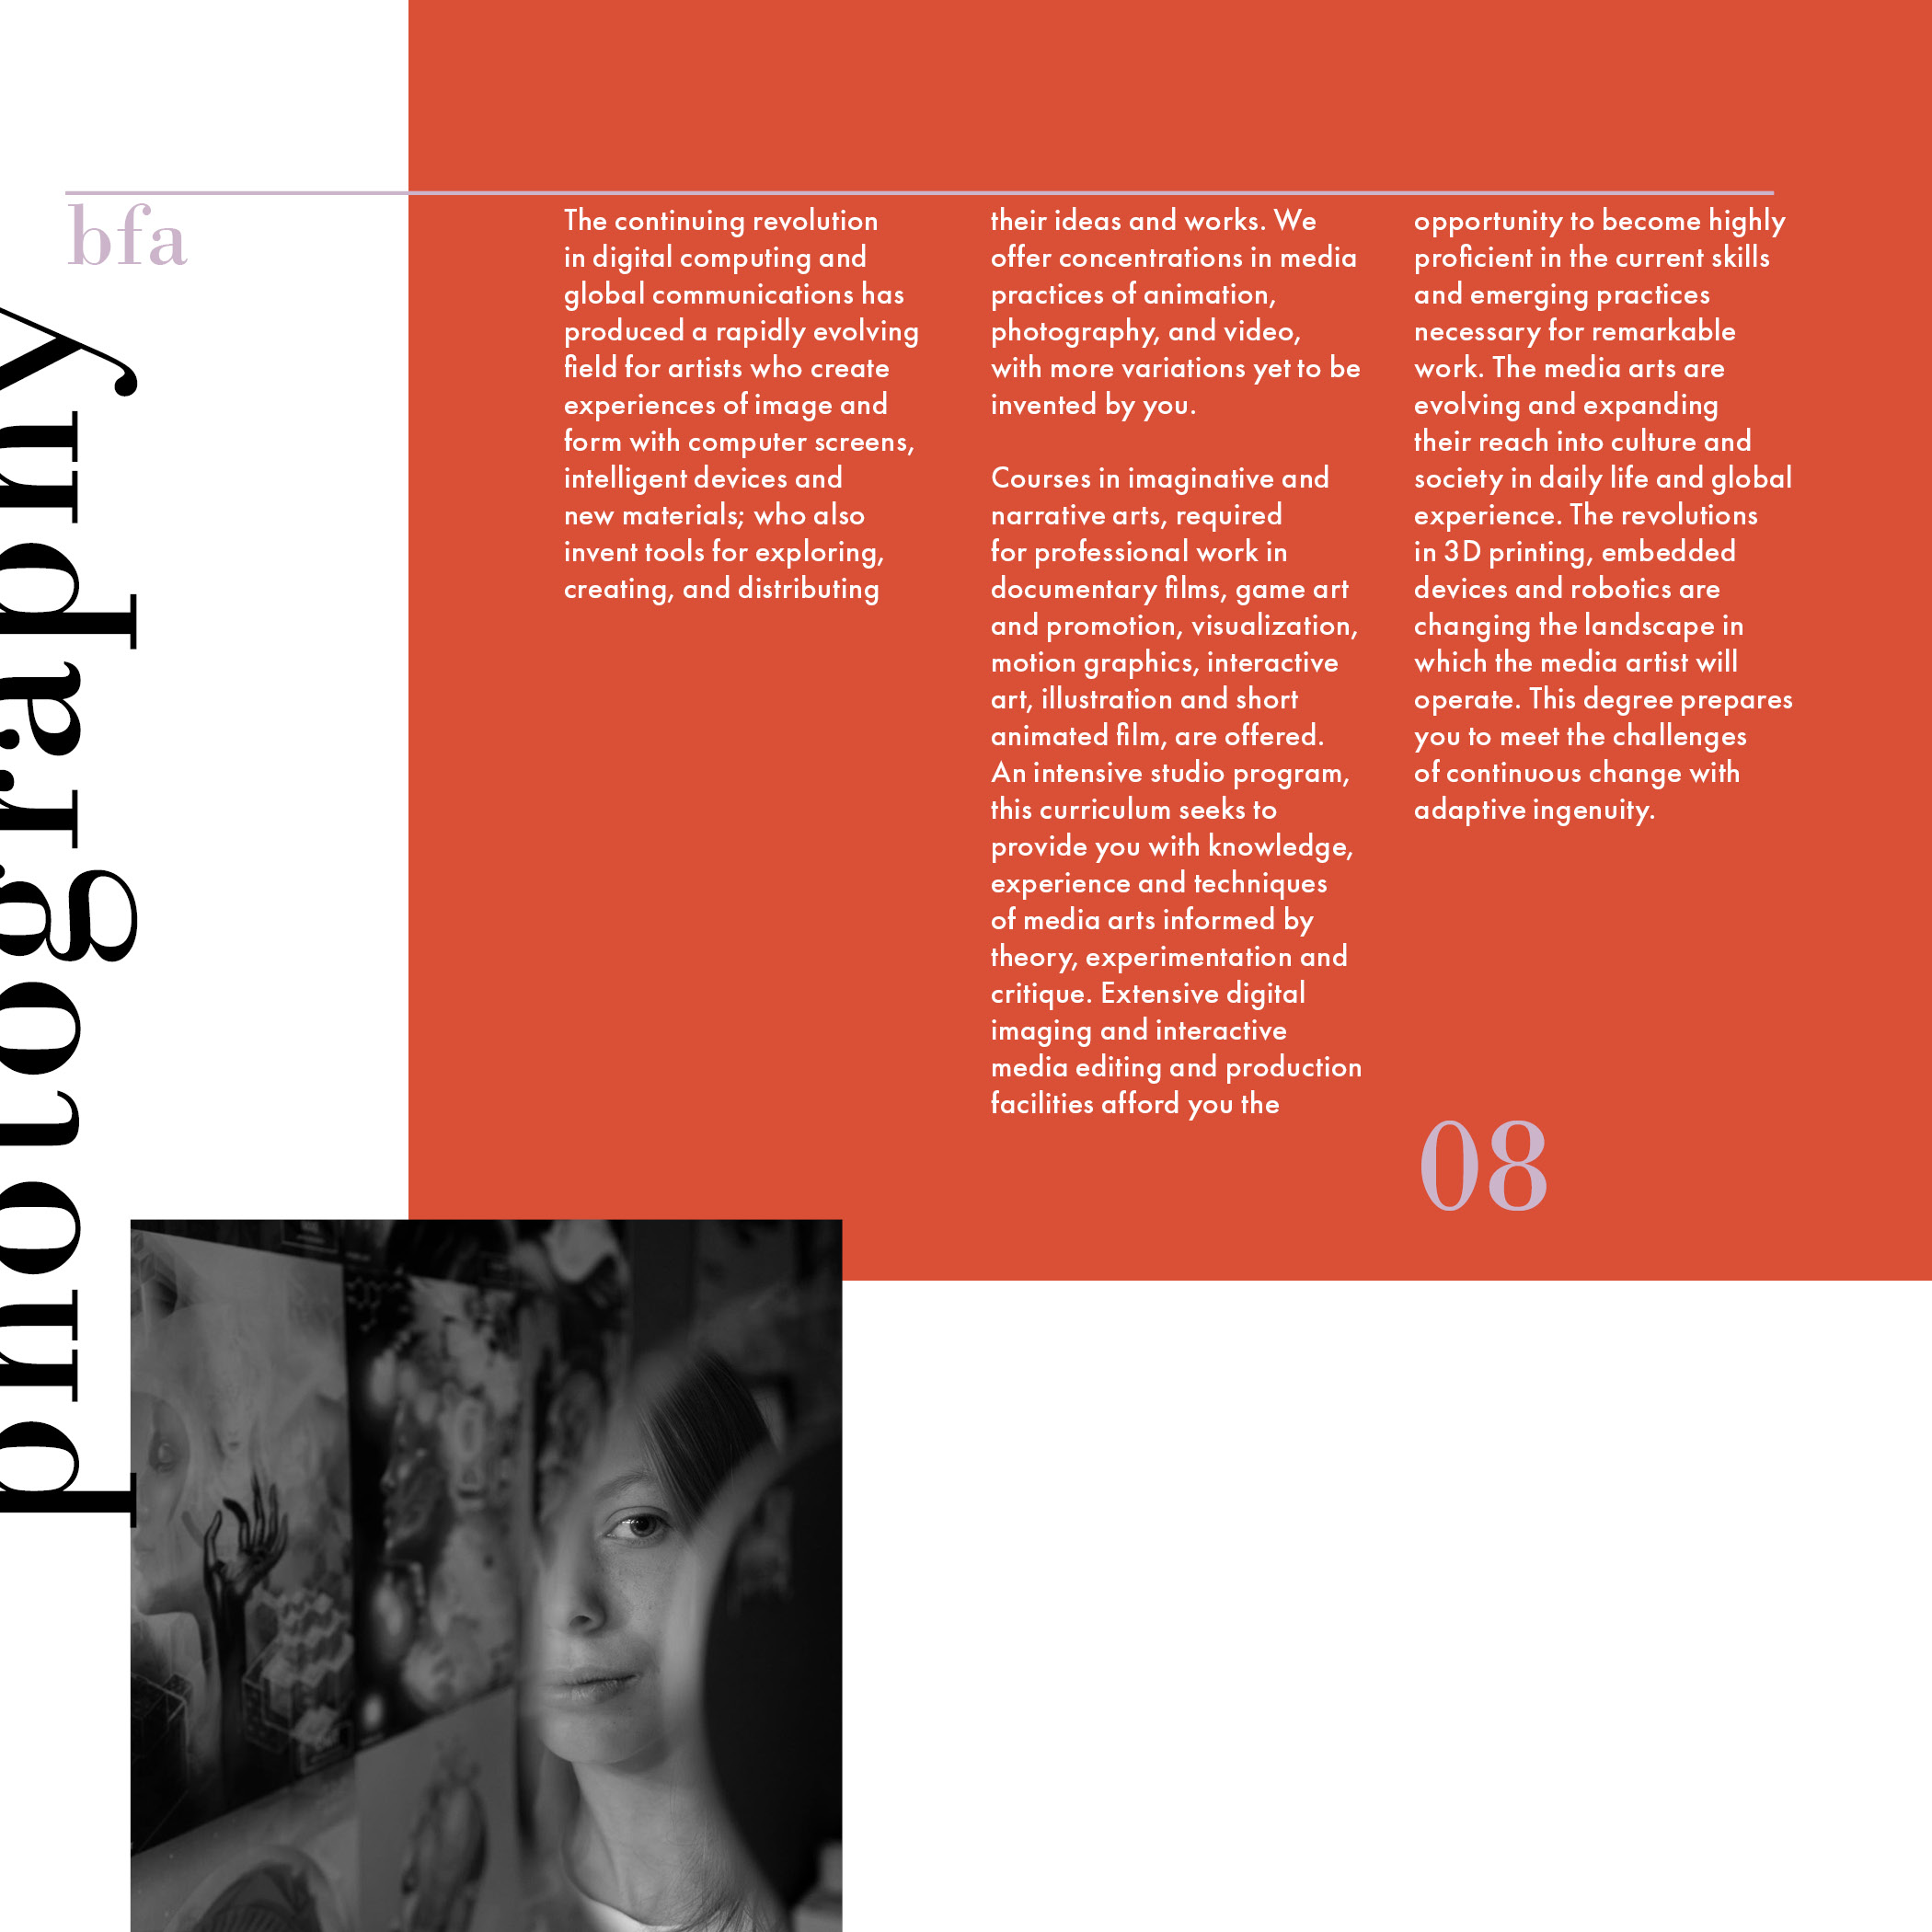 bfa
photography
The continuing revolution
in digital computing and
global communications has
produced a rapidly evolving
field for artists who create
experiences of image and
form with computer screens,
intelligent devices and
new materials; who also
invent tools for exploring,
creating, and distributing
their ideas and works. We
offer concentrations in media
practices of animation,
photography, and video,
with more variations yet to be
invented by you.
Courses in imaginative and
narrative arts, required
for professional work in
documentary films, game art
and promotion, visualization,
motion graphics, interactive
art, illustration and short
animated film, are offered.
An intensive studio program,
this curriculum seeks to
provide you with knowledge,
experience and techniques
of media arts informed by
theory, experimentation and
critique. Extensive digital
imaging and interactive
media editing and production
facilities afford you the
opportunity to become highly
proficient in the current skills
and emerging practices
necessary for remarkable
work. The media arts are
evolving and expanding
their reach into culture and
society in daily life and global
experience. The revolutions
in 3D printing, embedded
devices and robotics are
changing the landscape in
which the media artist will
operate. This degree prepares
you to meet the challenges
of continuous change with
adaptive ingenuity.
08